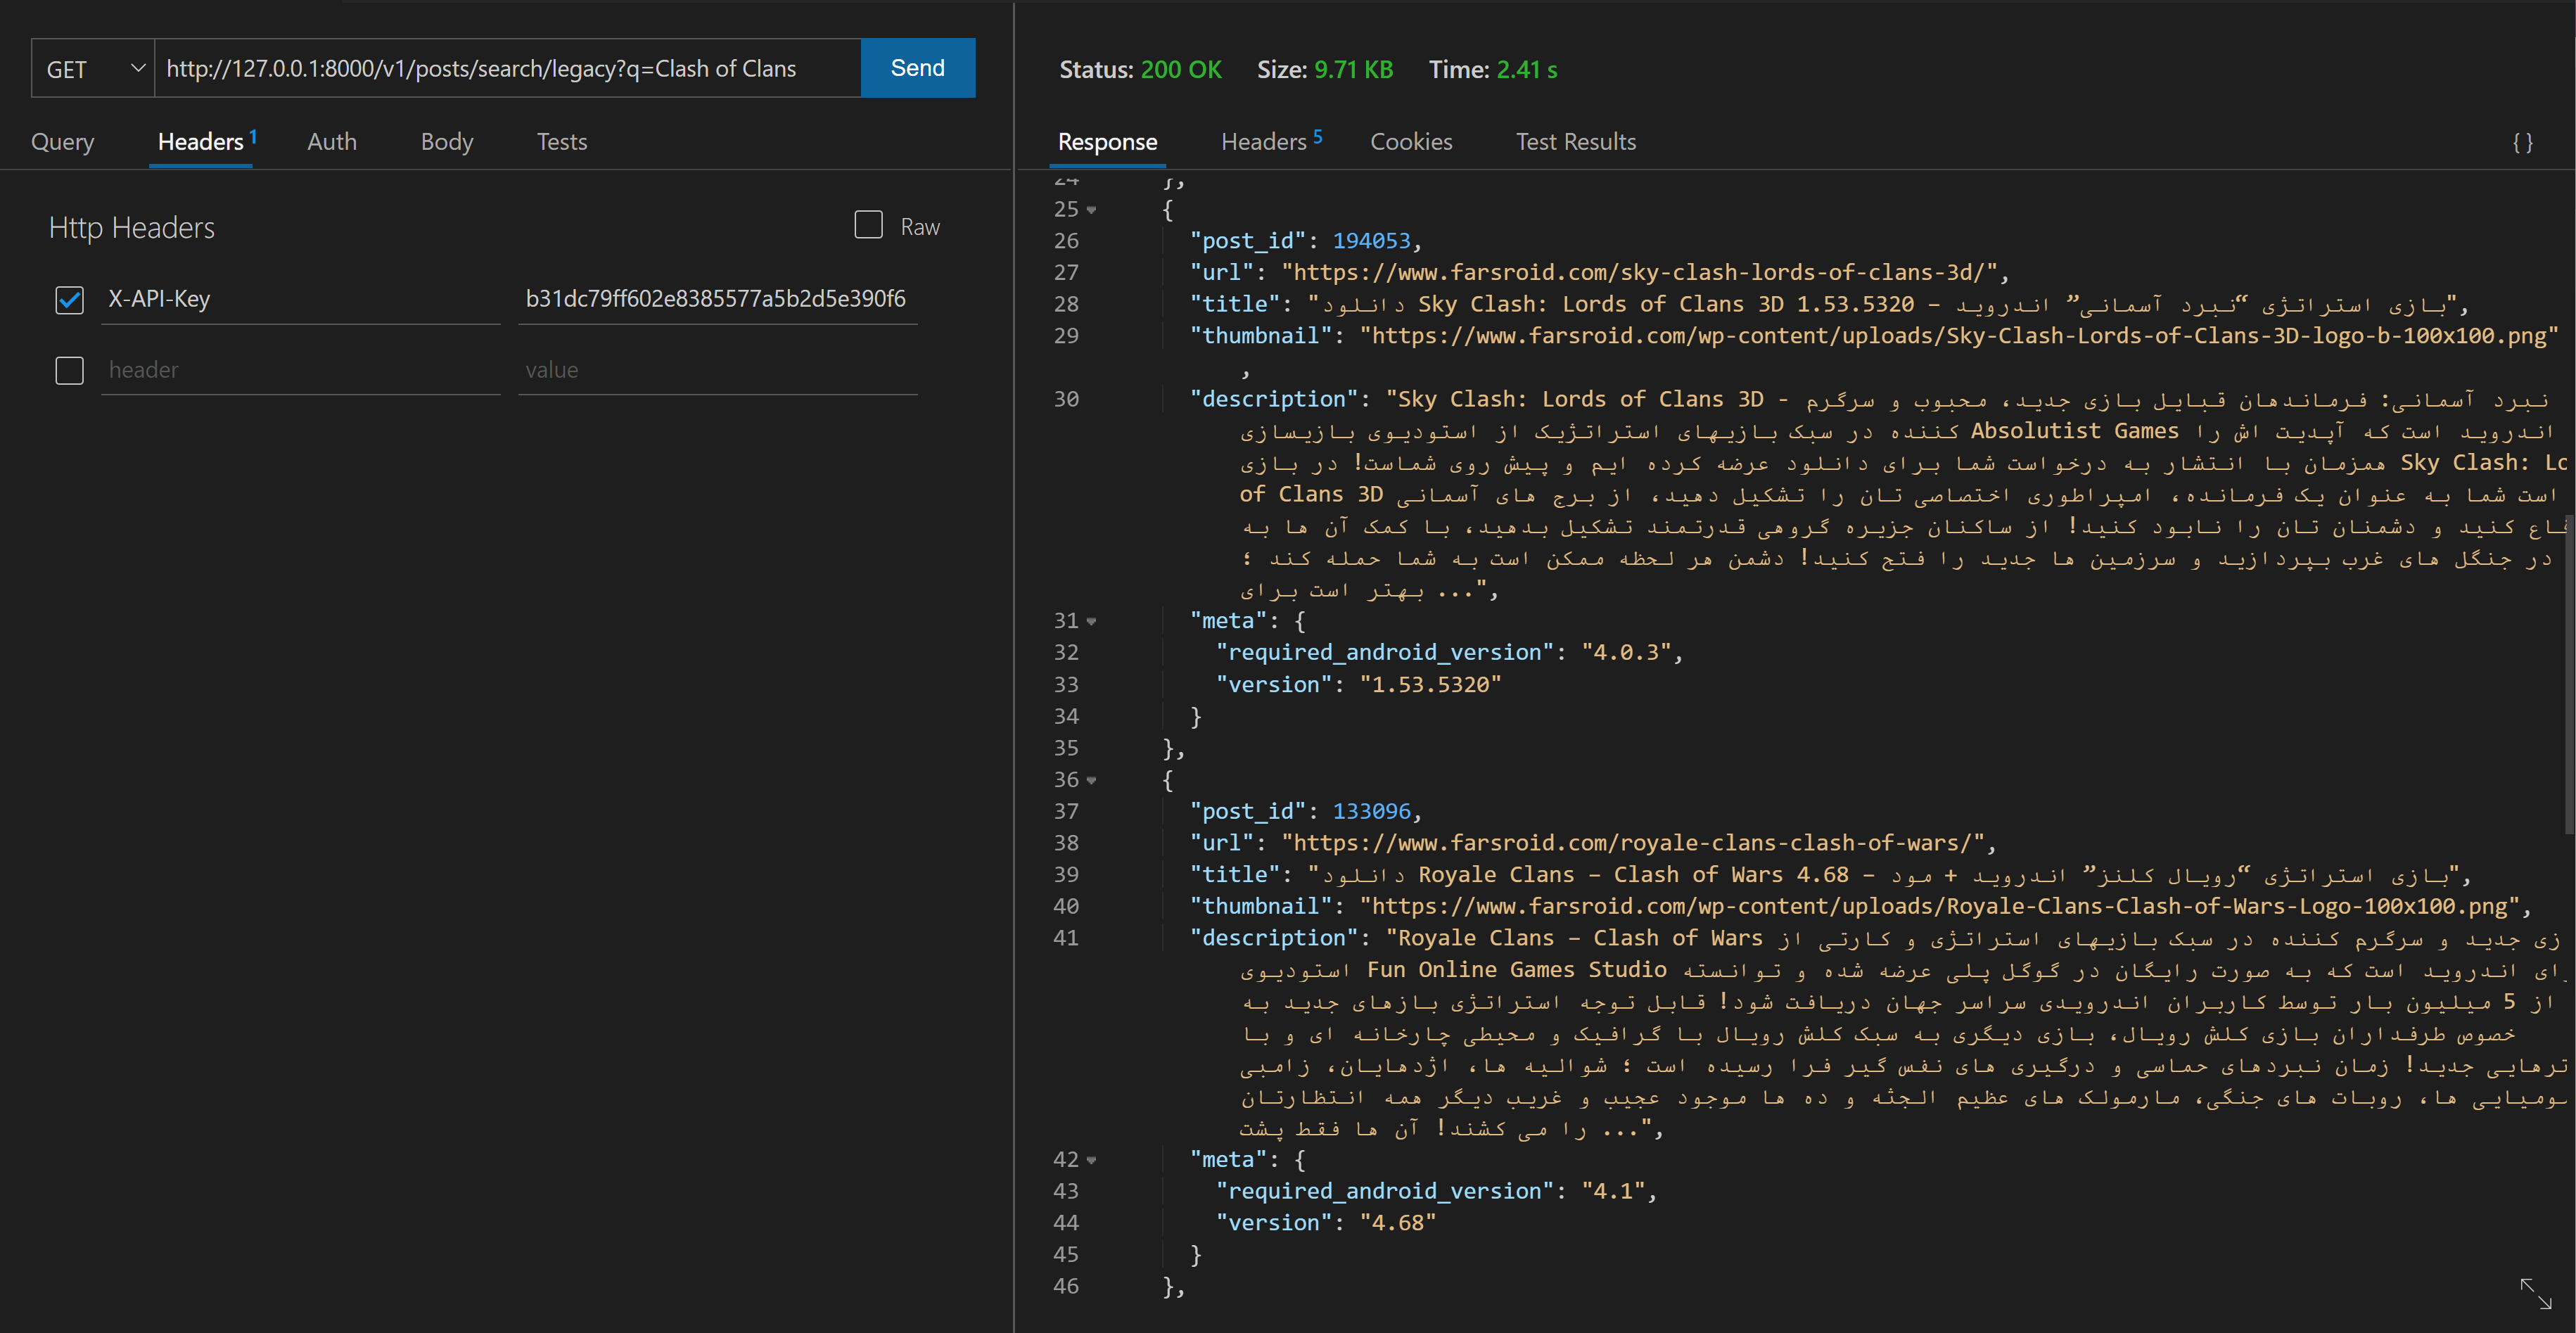 GET
http://127.0.0.1:8000/v1/posts/search/legacy?q=Clash of Clans
Send
Query
Headers 1
Auth
Body
Tests
Http Headers
Raw
X-API-Key
b31dc79ff602e8385577a5b2d5e390f6
header
value
Status: 200 OK Size: 9.71 KB Time: 2.41 s
Response
Headers 5
Cookies
Test Results
{}
24 },
25 {
26 "post_id": 194053,
27 "url": "https://www.farsroid.com/sky-clash-lords-of-clans-3d/",
28 "title": "دانلود Sky Clash: Lords of Clans 3D 1.53.5320 – بازی استراتژی “نبرد آسمانی” اندروید",
29 "thumbnail": "https://www.farsroid.com/wp-content/uploads/Sky-Clash-Lords-of-Clans-3D-logo-b-100x100.png"
,
30 "description": "Sky Clash: Lords of Clans 3D - نبرد آسمانی: فرماندهان قبایل بازی جدید، محبوب و سرگرم
کننده در سبک بازیهای استراتژیک از استودیوی بازیسازی Absolutist Games اندروید است که آپدیت اش را
همزمان با انتشار به درخواست شما برای دانلود عرضه کرده ایم و پیش روی شماست! در بازی Sky Clash:
of Clans 3D است شما به عنوان یک فرمانده، امپراطوری اختصاصی تان را تشکیل دهید، از برج های آسمانی
کنید و دشمنان تان را نابود کنید! از ساکنان جزیره گروهی قدرتمند تشکیل بدهید، با کمک آن ها به
در جنگل های غرب بپردازید و سرزمین ها جدید را فتح کنید! دشمن هر لحظه ممکن است به شما حمله کند ؛
بهتر است برای ...",
31 "meta": {
32 "required_android_version": "4.0.3",
33 "version": "1.53.5320"
34 }
35 },
36 {
37 "post_id": 133096,
38 "url": "https://www.farsroid.com/royale-clans-clash-of-wars/",
39 "title": "دانلود Royale Clans – Clash of Wars 4.68 – بازی استراتژی “رویال کلنز” اندروید + مود",
40 "thumbnail": "https://www.farsroid.com/wp-content/uploads/Royale-Clans-Clash-of-Wars-Logo-100x100.png",
41 "description": "Royale Clans – Clash of Wars جدید و سرگرم کننده در سبک بازیهای استراتژی و کارتی از
استودیوی Fun Online Games Studio اندروید است که به صورت رایگان در گوگل پلی عرضه شده و توانسته
از 5 میلیون بار توسط کاربران اندرویدی سراسر جهان دریافت شود! قابل توجه استراتژی بازهای جدید به
خصوص طرفداران بازی کلش رویال، بازی دیگری به سبک کلش رویال با گرافیک و محیطی چارخانه ای و با
جدید! زمان نبردهای حماسی و درگیری های نفس گیر فرا رسیده است ؛ شوالیه ها، اژدهایان، زامبی
ها، روبات های جنگی، مارمولک های عظیم الجثه و ده ها موجود عجیب و غریب دیگر همه انتظارتان
را می کشند! آن ها فقط پشت ...",
42 "meta": {
43 "required_android_version": "4.1",
44 "version": "4.68"
45 }
46 },